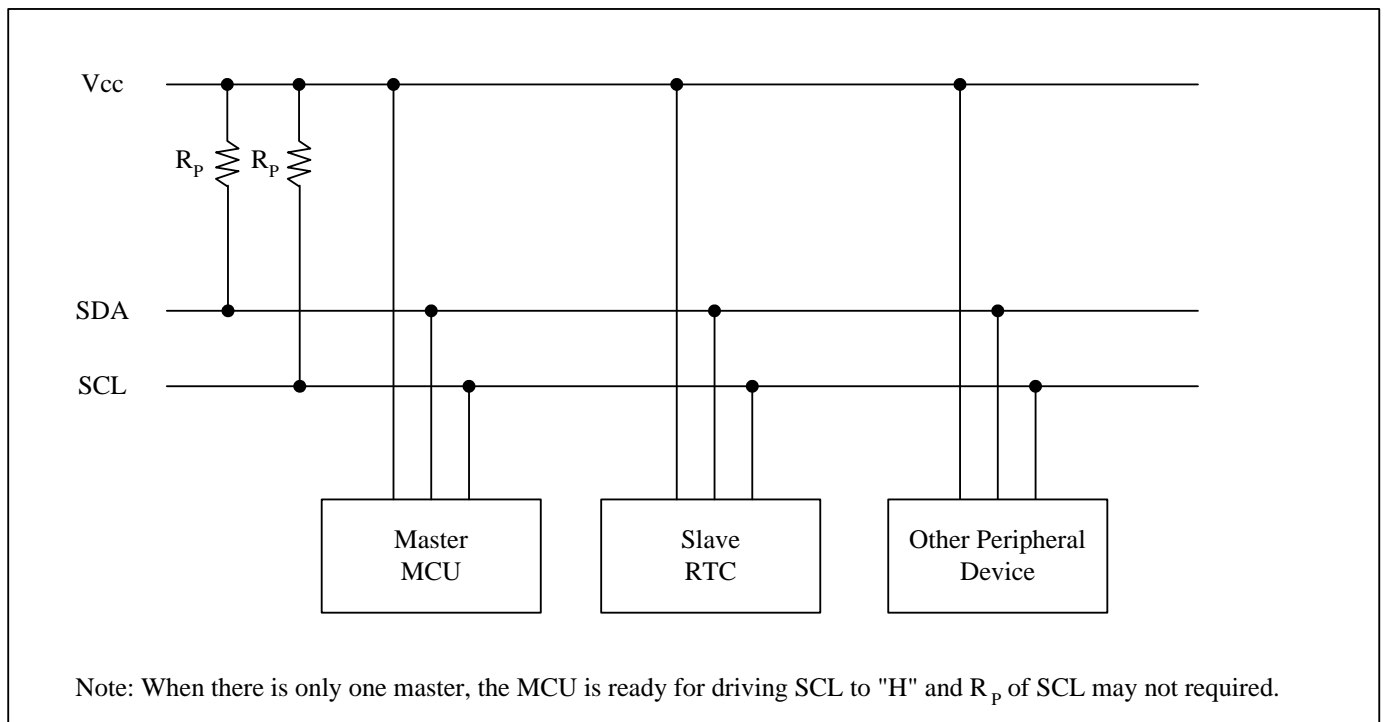 Vcc
R_P R_P
SDA
SCL
Master
MCU
Slave
RTC
Other Peripheral
Device
Note: When there is only one master, the MCU is ready for driving SCL to "H" and R_P of SCL may not required.